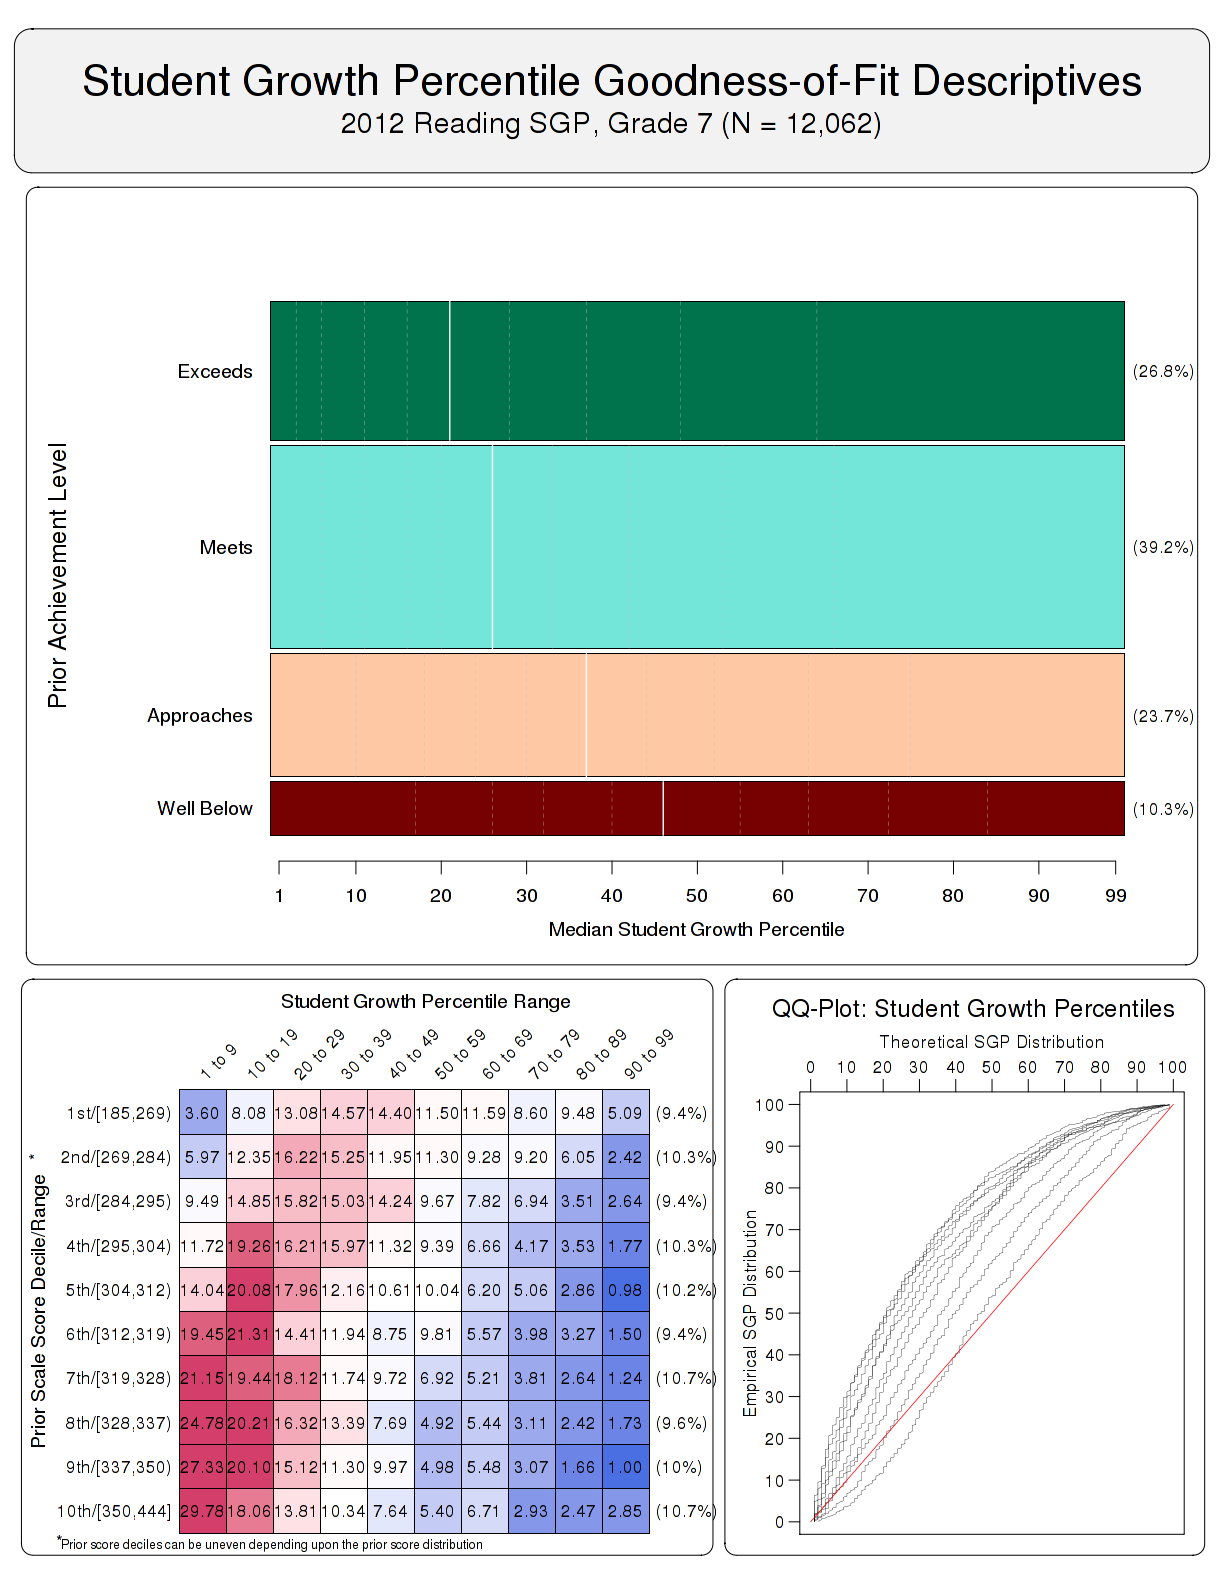 Student Growth Percentile Goodness-of-Fit Descriptives
2012 Reading SGP, Grade 7 (N = 12,062)
Prior Achievement Level
Exceeds (26.8%)
Meets (39.2%)
Approaches (23.7%)
Well Below (10.3%)
1 10 20 30 40 50 60 70 80 90 99
Median Student Growth Percentile
Student Growth Percentile Range
1 to 9 10 to 19 20 to 29 30 to 39 40 to 49 50 to 59 60 to 69 70 to 79 80 to 89 90 to 99
Prior Scale Score Decile/Range *
1st/[185,269) 3.60 8.08 13.08 14.57 14.40 11.50 11.59 8.60 9.48 5.09 (9.4%)
2nd/[269,284) 5.97 12.35 16.22 15.25 11.95 11.30 9.28 9.20 6.05 2.42 (10.3%)
3rd/[284,295) 9.49 14.85 15.82 15.03 14.24 9.67 7.82 6.94 3.51 2.64 (9.4%)
4th/[295,304) 11.72 19.26 16.21 15.97 11.32 9.39 6.66 4.17 3.53 1.77 (10.3%)
5th/[304,312) 14.04 20.08 17.96 12.16 10.61 10.04 6.20 5.06 2.86 0.98 (10.2%)
6th/[312,319) 19.45 21.31 14.41 11.94 8.75 9.81 5.57 3.98 3.27 1.50 (9.4%)
7th/[319,328) 21.15 19.44 18.12 11.74 9.72 6.92 5.21 3.81 2.64 1.24 (10.7%)
8th/[328,337) 24.78 20.21 16.32 13.39 7.69 4.92 5.44 3.11 2.42 1.73 (9.6%)
9th/[337,350) 27.33 20.10 15.12 11.30 9.97 4.98 5.48 3.07 1.66 1.00 (10%)
10th/[350,444] 29.78 18.06 13.81 10.34 7.64 5.40 6.71 2.93 2.47 2.85 (10.7%)
*Prior score deciles can be uneven depending upon the prior score distribution
QQ-Plot: Student Growth Percentiles
Theoretical SGP Distribution
0 10 20 30 40 50 60 70 80 90 100
Empirical SGP Distribution
100
90
80
70
60
50
40
30
20
10
0